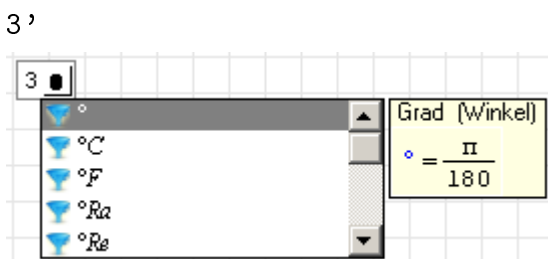 3’
3
° Grad (Winkel)
°C
° = π
180
°F
°Ra
°Re